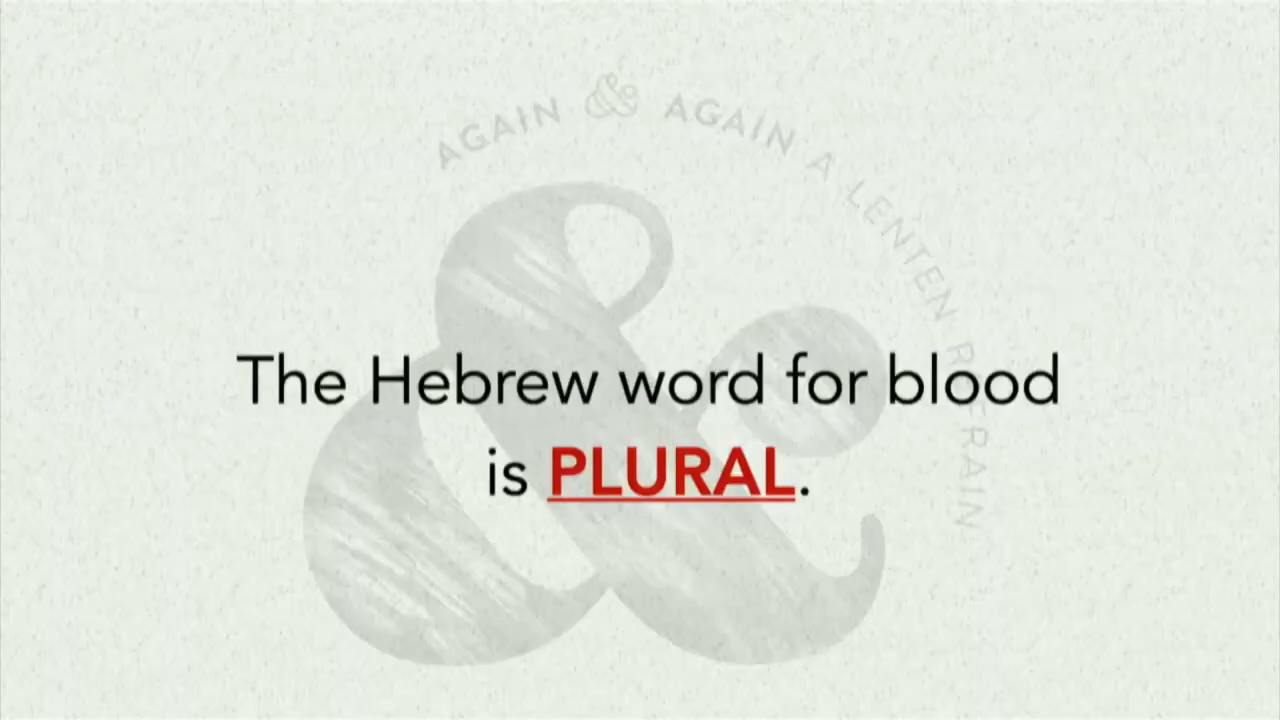 AGAIN & AGAIN A LENTEN REFRAIN
&
The Hebrew word for blood
is PLURAL.